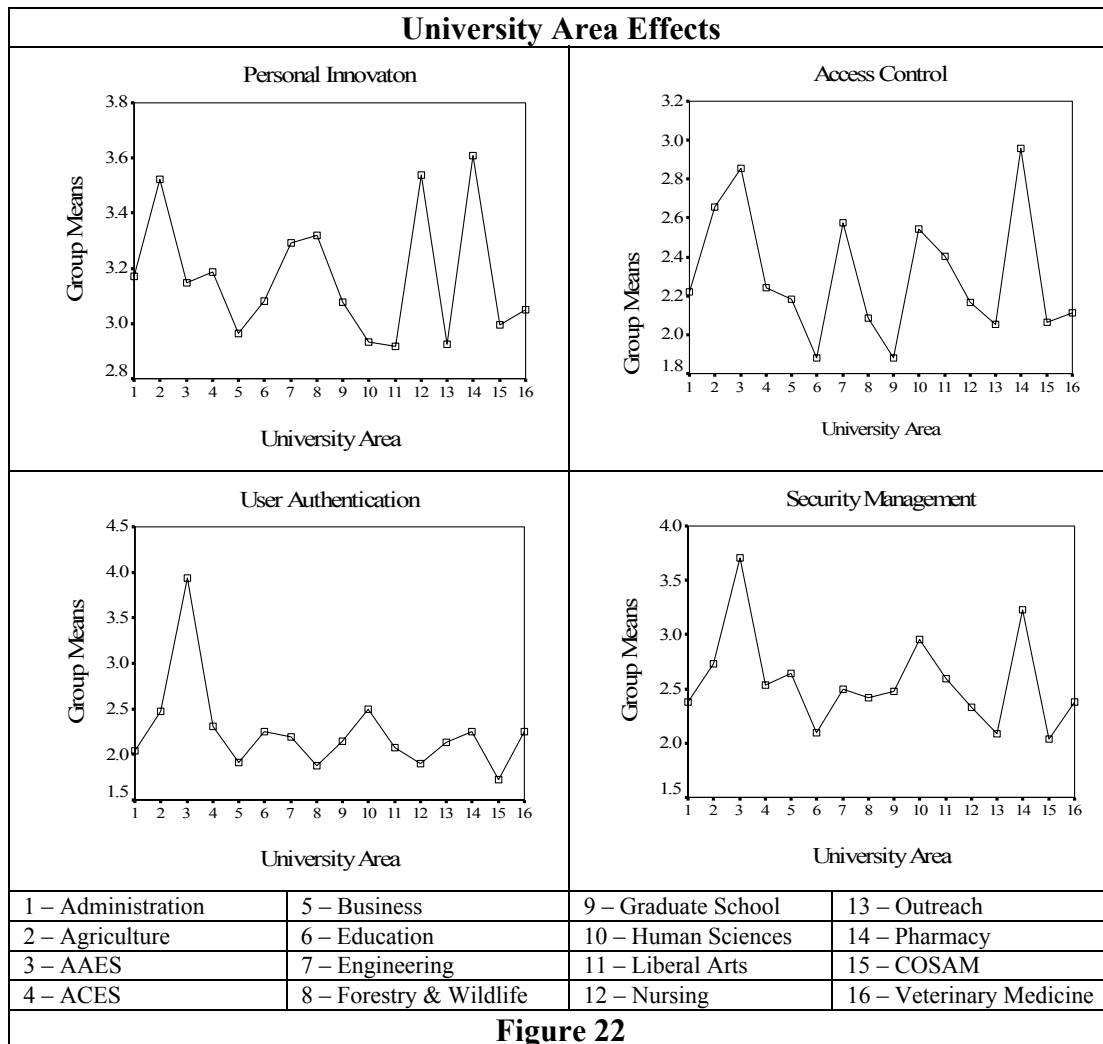 University Area Effects
Personal Innovaton
3.8
3.6
3.4
3.2
3.0
2.8
Group Means
1 2 3 4 5 6 7 8 9 10 11 12 13 14 15 16
University Area
Access Control
3.2
3.0
2.8
2.6
2.4
2.2
2.0
1.8
Group Means
1 2 3 4 5 6 7 8 9 10 11 12 13 14 15 16
University Area
User Authentication
4.5
4.0
3.5
3.0
2.5
2.0
1.5
Group Means
1 2 3 4 5 6 7 8 9 10 11 12 13 14 15 16
University Area
Security Management
4.0
3.5
3.0
2.5
2.0
1.5
Group Means
1 2 3 4 5 6 7 8 9 10 11 12 13 14 15 16
University Area
1 – Administration 5 – Business 9 – Graduate School 13 – Outreach
2 – Agriculture 6 – Education 10 – Human Sciences 14 – Pharmacy
3 – AAES 7 – Engineering 11 – Liberal Arts 15 – COSAM
4 – ACES 8 – Forestry & Wildlife 12 – Nursing 16 – Veterinary Medicine
Figure 22